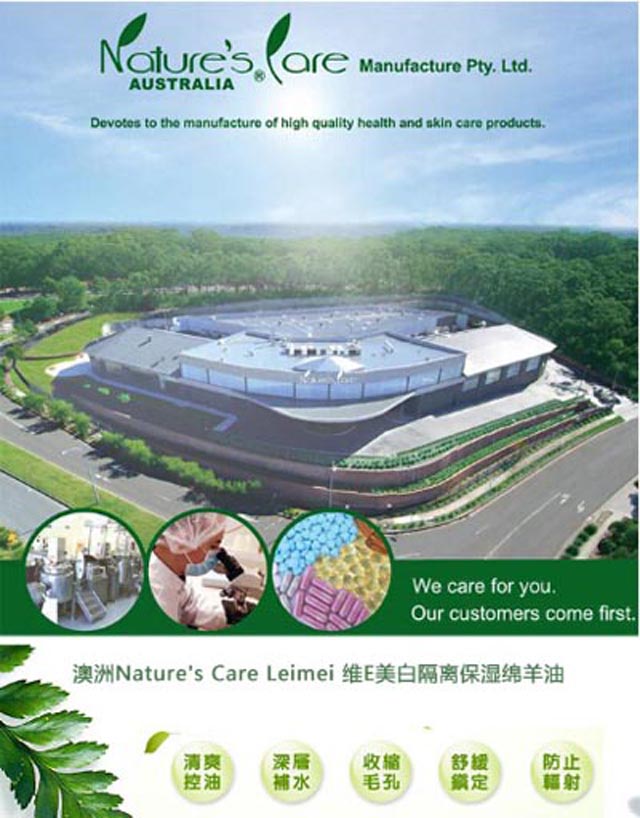 Nature's Care Manufacture Pty. Ltd.
AUSTRALIA ®
Devotes to the manufacture of high quality health and skin care products.
We care for you.
Our customers come first.
澳洲Nature's Care Leimei 维E美白隔离保湿绵羊油
清爽 深層 收縮 舒緩 防止
控油 補水 毛孔 鎮定 輻射